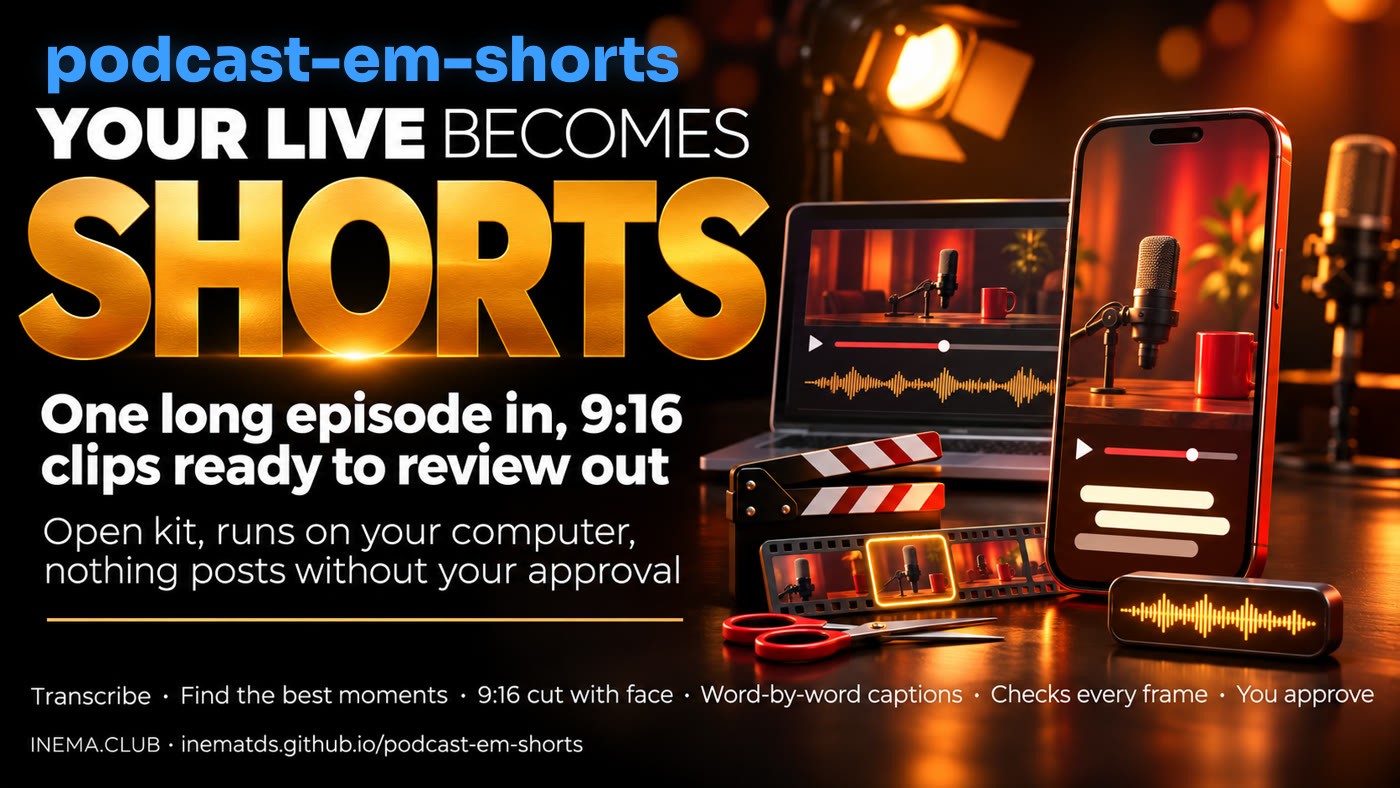 podcast-em-shorts
YOUR LIVE BECOMES
SHORTS
One long episode in, 9:16
clips ready to review out
Open kit, runs on your computer,
nothing posts without your approval
Transcribe · Find the best moments · 9:16 cut with face · Word-by-word captions · Checks every frame · You approve
INEMA.CLUB · inematds.github.io/podcast-em-shorts